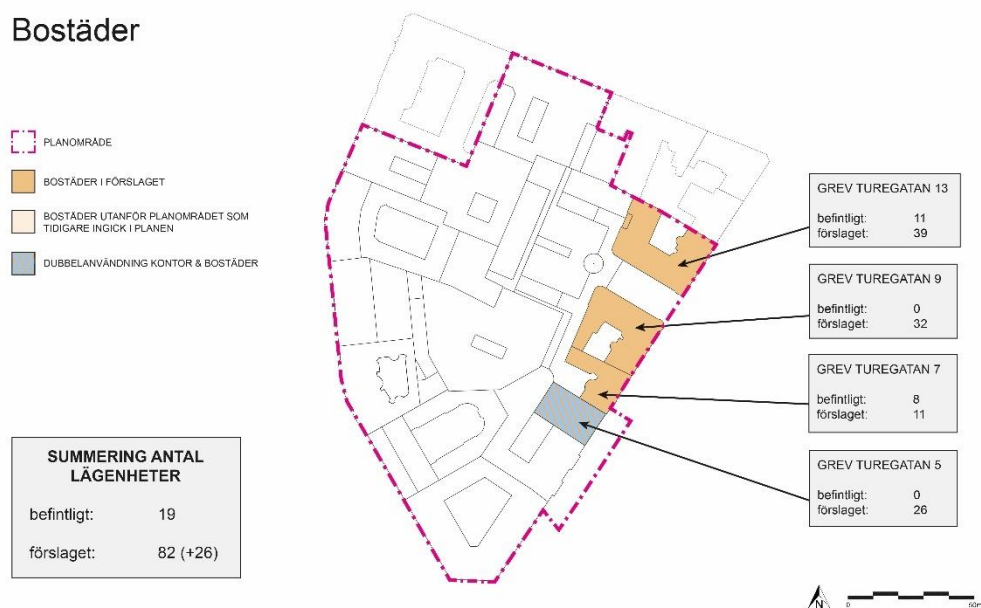 Bostäder
PLANOMRÅDE
BOSTÄDER I FÖRSLAGET
BOSTÄDER UTANFÖR PLANOMRÅDET SOM
TIDIGARE INGICK I PLANEN
DUBBELANVÄNDNING KONTOR & BOSTÄDER
GREV TUREGATAN 13
befintligt: 11
förslaget: 39
GREV TUREGATAN 9
befintligt: 0
förslaget: 32
GREV TUREGATAN 7
befintligt: 8
förslaget: 11
GREV TUREGATAN 5
befintligt: 0
förslaget: 26
SUMMERING ANTAL
LÄGENHETER
befintligt: 19
förslaget: 82 (+26)
N
0 50m